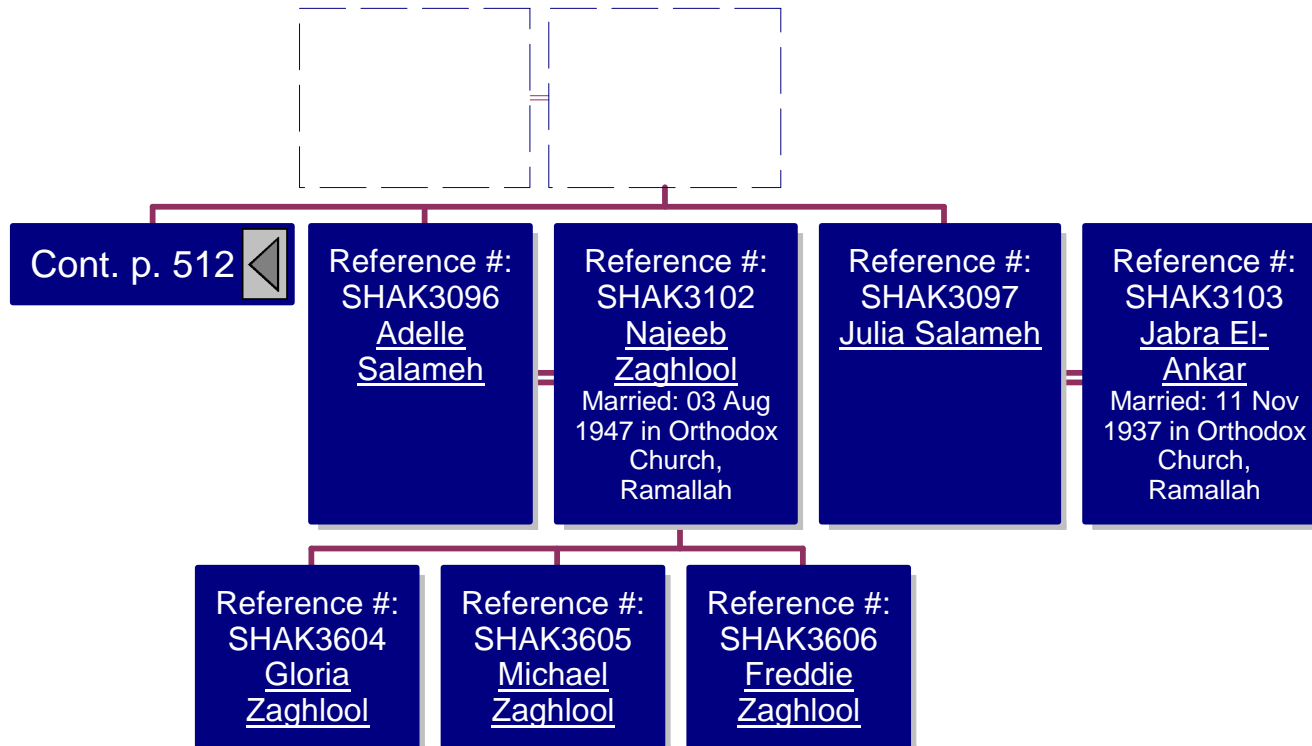 Cont. p. 512
Reference #:
SHAK3096
Adelle
Salameh
Reference #:
SHAK3102
Najeeb
Zaghlool
Married: 03 Aug
1947 in Orthodox
Church,
Ramallah
Reference #:
SHAK3097
Julia Salameh
Reference #:
SHAK3103
Jabra El-
Ankar
Married: 11 Nov
1937 in Orthodox
Church,
Ramallah
Reference #:
SHAK3604
Gloria
Zaghlool
Reference #:
SHAK3605
Michael
Zaghlool
Reference #:
SHAK3606
Freddie
Zaghlool